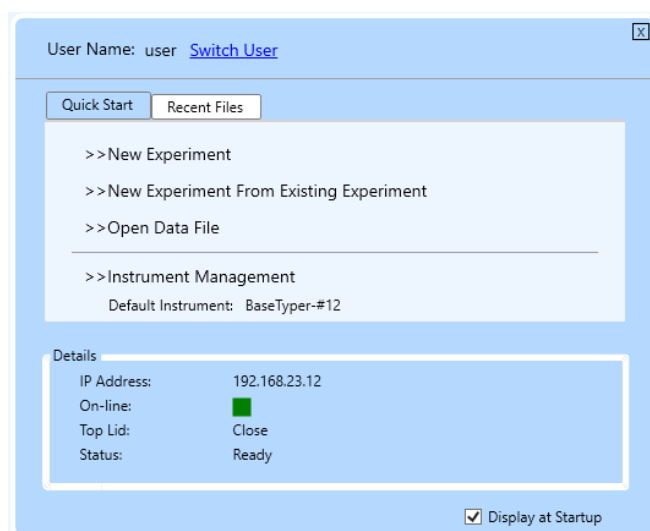 X
User Name: user Switch User
Quick Start Recent Files
>>New Experiment
>>New Experiment From Existing Experiment
>>Open Data File
>>Instrument Management
Default Instrument: BaseTyper-#12
Details
IP Address: 192.168.23.12
On-line:
Top Lid: Close
Status: Ready
Display at Startup